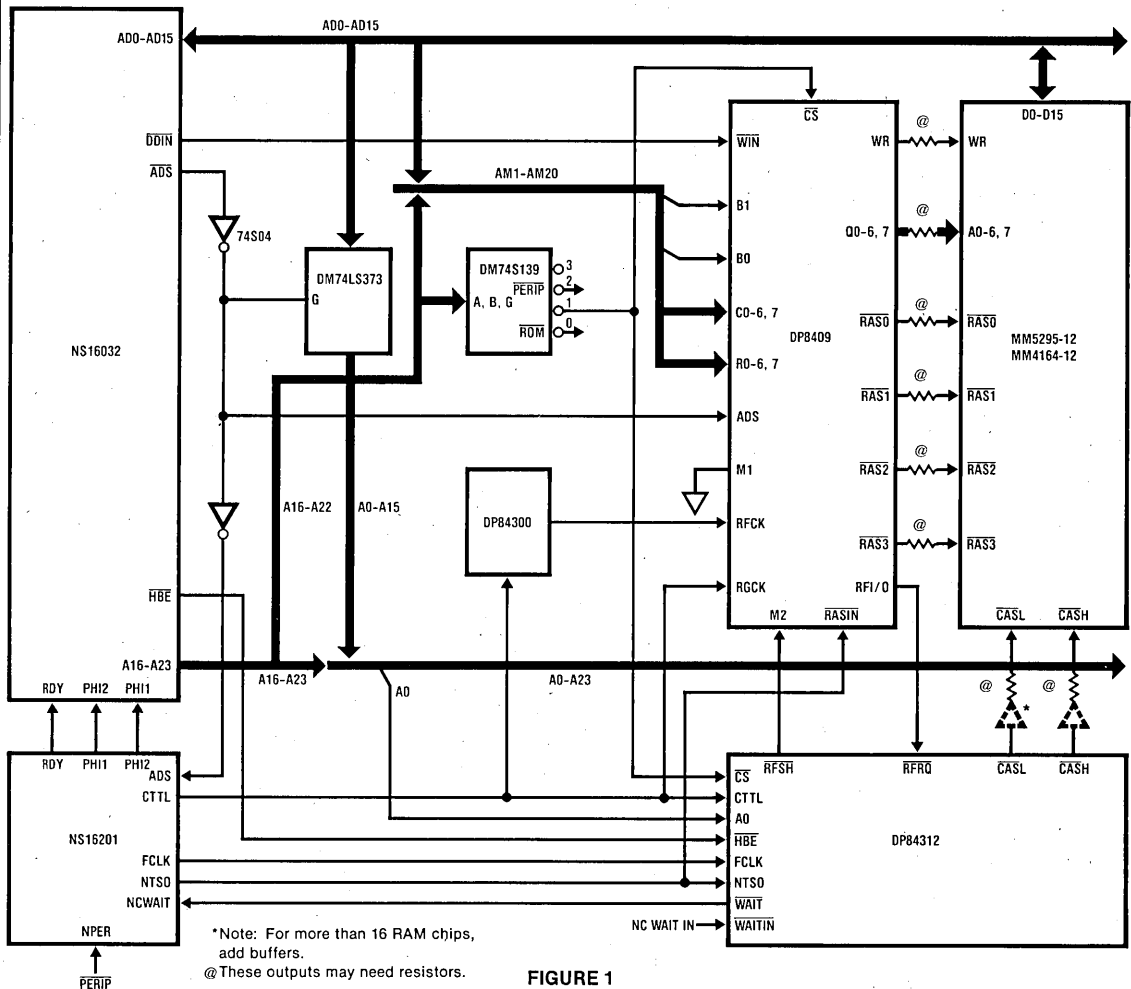 AD0-AD15
AD0-AD15
CS
D0-D15
DDIN
WIN
WR
@
WR
ADS
AM1-AM20
B1
74S04
Q0-6, 7
@
A0-6, 7
B0
DM74LS373
DM74S139
3
PERIP
2
G
A, B, G
1
ROM
0
C0-6, 7
DP8409
RAS0
@
RAS0
NS16032
MM5295-12
MM4164-12
R0-6, 7
RAS1
@
RAS1
ADS
M1
RAS2
@
RAS2
A16-A22
A0-A15
DP84300
RFCK
RAS3
@
RAS3
HBE
RGCK
RFI/O
M2
RASIN
CASL
CASH
A16-A23
A16-A23
A0
A0-A23
@
@
*
RDY
PHI2
PHI1
RDY
PHI1
PHI2
ADS
RFSH
RFRQ
CASL
CASH
CS
CTTL
CTTL
A0
NS16201
HBE
DP84312
FCLK
FCLK
NTSO
NTSO
NCWAIT
WAIT
NC WAIT IN
WAITIN
NPER
PERIP
*Note: For more than 16 RAM chips,
add buffers.
@These outputs may need resistors.
FIGURE 1